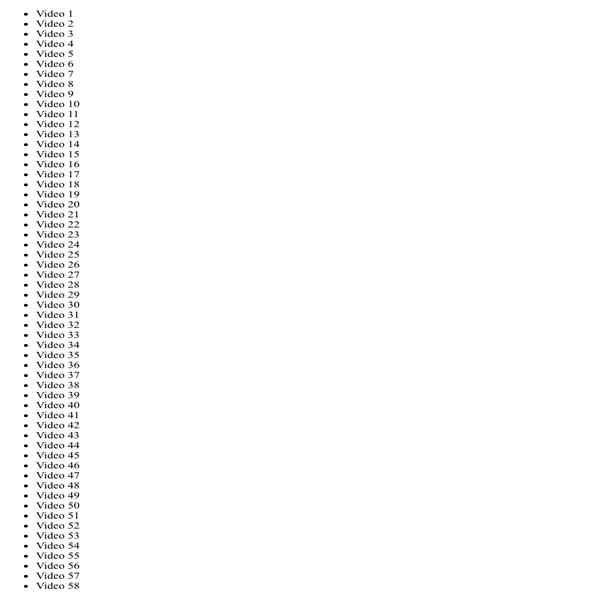 • Video 1
• Video 2
• Video 3
• Video 4
• Video 5
• Video 6
• Video 7
• Video 8
• Video 9
• Video 10
• Video 11
• Video 12
• Video 13
• Video 14
• Video 15
• Video 16
• Video 17
• Video 18
• Video 19
• Video 20
• Video 21
• Video 22
• Video 23
• Video 24
• Video 25
• Video 26
• Video 27
• Video 28
• Video 29
• Video 30
• Video 31
• Video 32
• Video 33
• Video 34
• Video 35
• Video 36
• Video 37
• Video 38
• Video 39
• Video 40
• Video 41
• Video 42
• Video 43
• Video 44
• Video 45
• Video 46
• Video 47
• Video 48
• Video 49
• Video 50
• Video 51
• Video 52
• Video 53
• Video 54
• Video 55
• Video 56
• Video 57
• Video 58